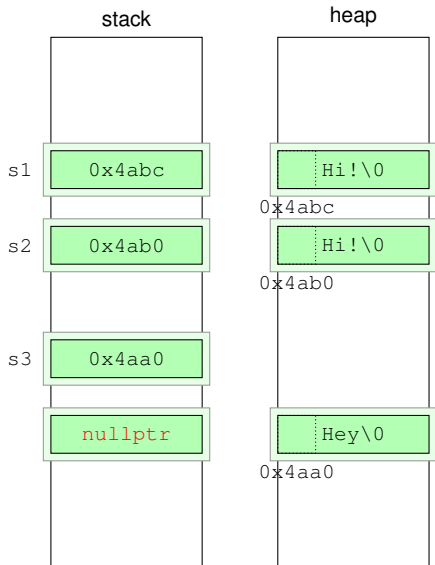 stack heap
s1 0x4abc Hi!\0
0x4abc
s2 0x4ab0 Hi!\0
0x4ab0
s3 0x4aa0
nullptr Hey\0
0x4aa0